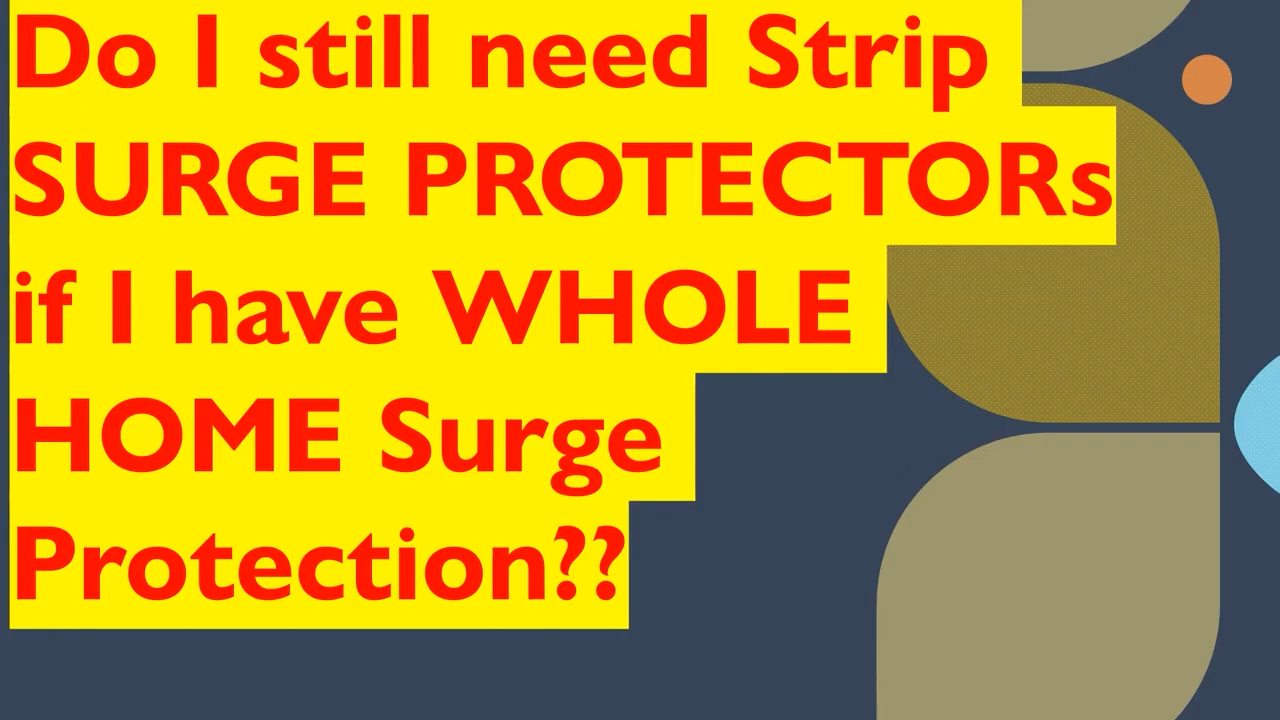 Do I still need Strip
SURGE PROTECTORs
if I have WHOLE
HOME Surge
Protection??